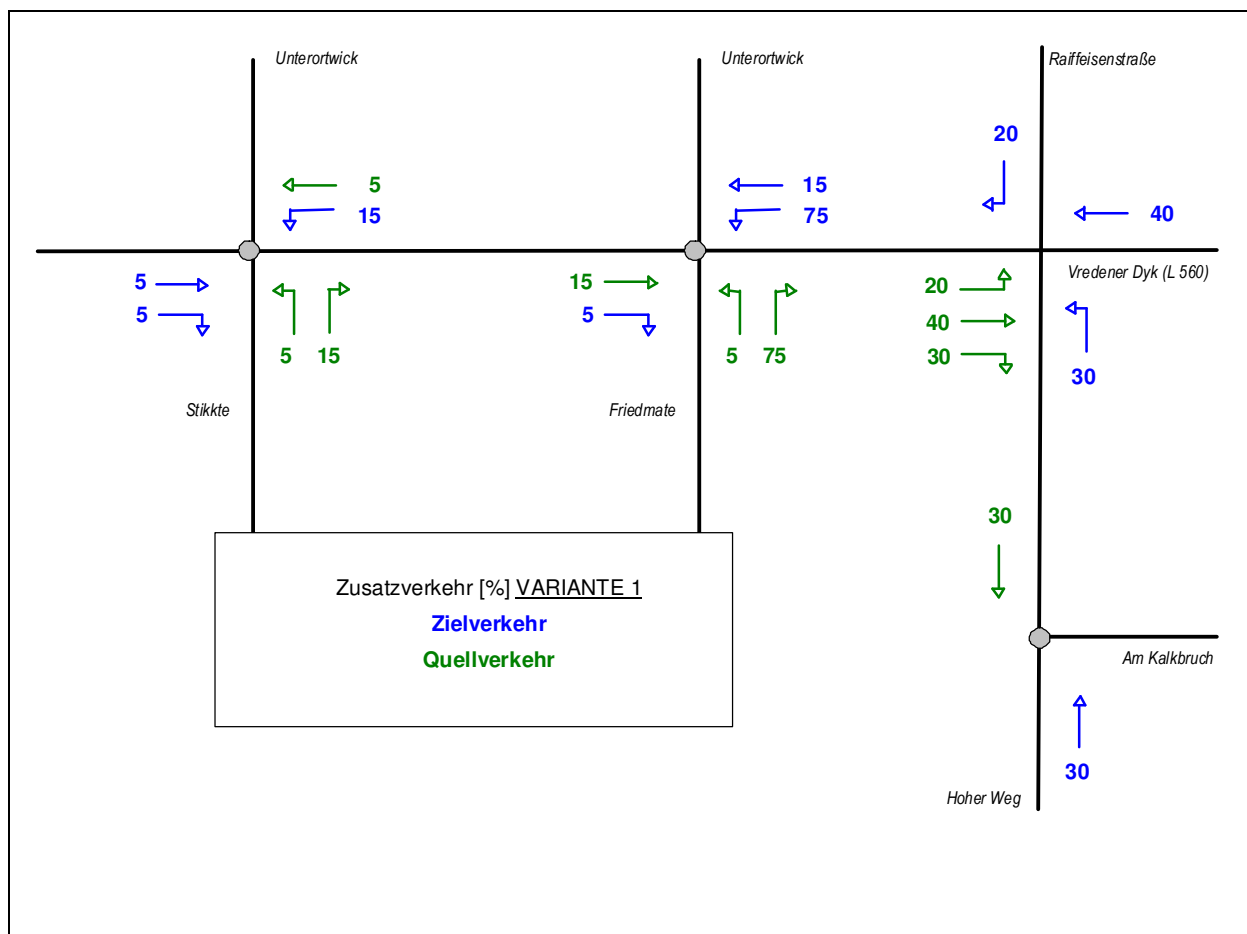 Unterortwick
Unterortwick
Raiffeisenstraße
20
5
15
15
40
15
75
Vredener Dyk (L 560)
5
15
20
5
5
40
5
15
5
75
30
30
Stikkte
Friedmate
30
Zusatzverkehr [%] VARIANTE 1
Zielverkehr
Quellverkehr
Am Kalkbruch
30
Hoher Weg